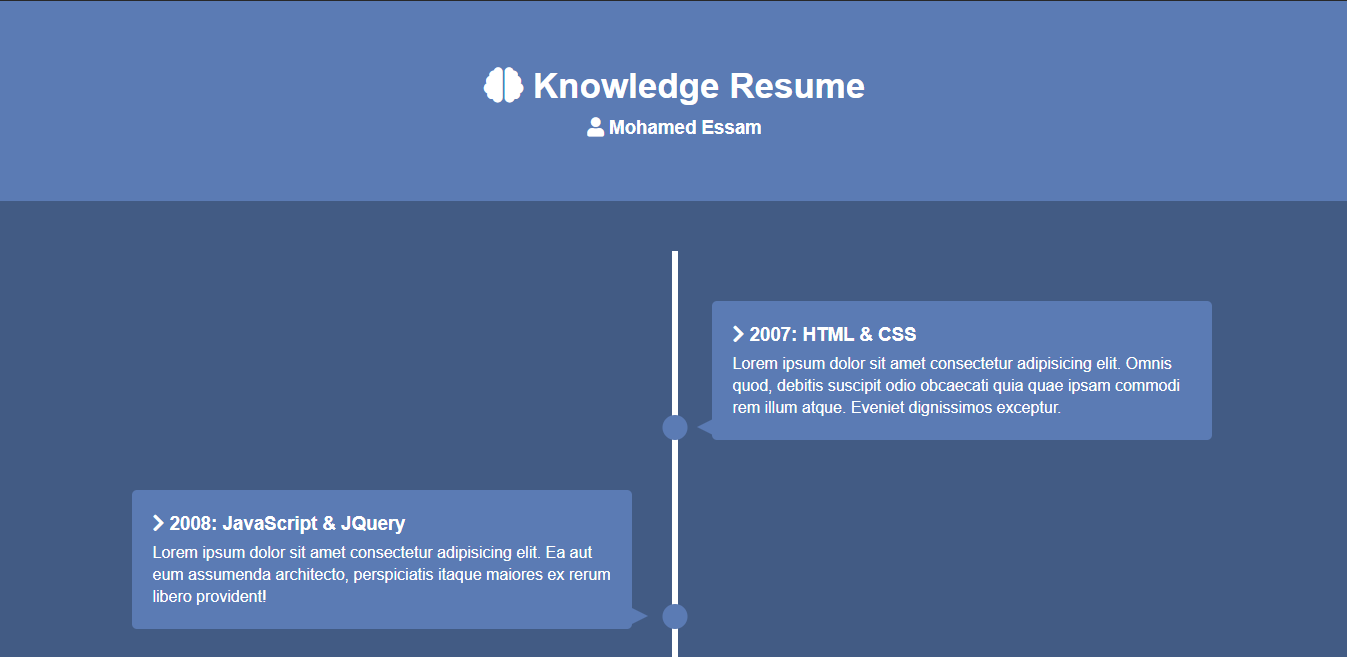 Knowledge Resume
Mohamed Essam
2007: HTML & CSS
Lorem ipsum dolor sit amet consectetur adipisicing elit. Omnis
quod, debitis suscipit odio obcaecati quia quae ipsam commodi
rem illum atque. Eveniet dignissimos exceptur.
2008: JavaScript & JQuery
Lorem ipsum dolor sit amet consectetur adipisicing elit. Ea aut
eum assumenda architecto, perspiciatis itaque maiores ex rerum
libero provident!